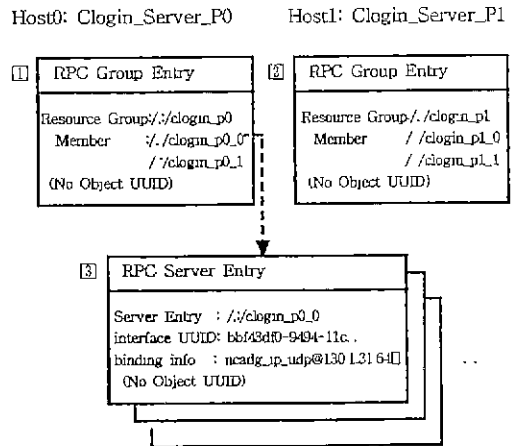 Host0: Clogin_Server_P0
Host1: Clogin_Server_P1
1 RPC Group Entry
Resource Group:/.:/clogin_p0
Member :/./clogin_p0_0
/ :/clogin_p0_1
(No Object UUID)
2 RPC Group Entry
Resource Group:/./clogin_p1
Member / /clogin_p1_0
/ /clogin_p1_1
(No Object UUID)
3 RPC Server Entry
Server Entry : /.:/clogin_p0_0
interface UUID: bbf43df0-9494-11c..
binding info : ncadg_ip_udp@130 1.31 64[]
(No Object UUID)
. .